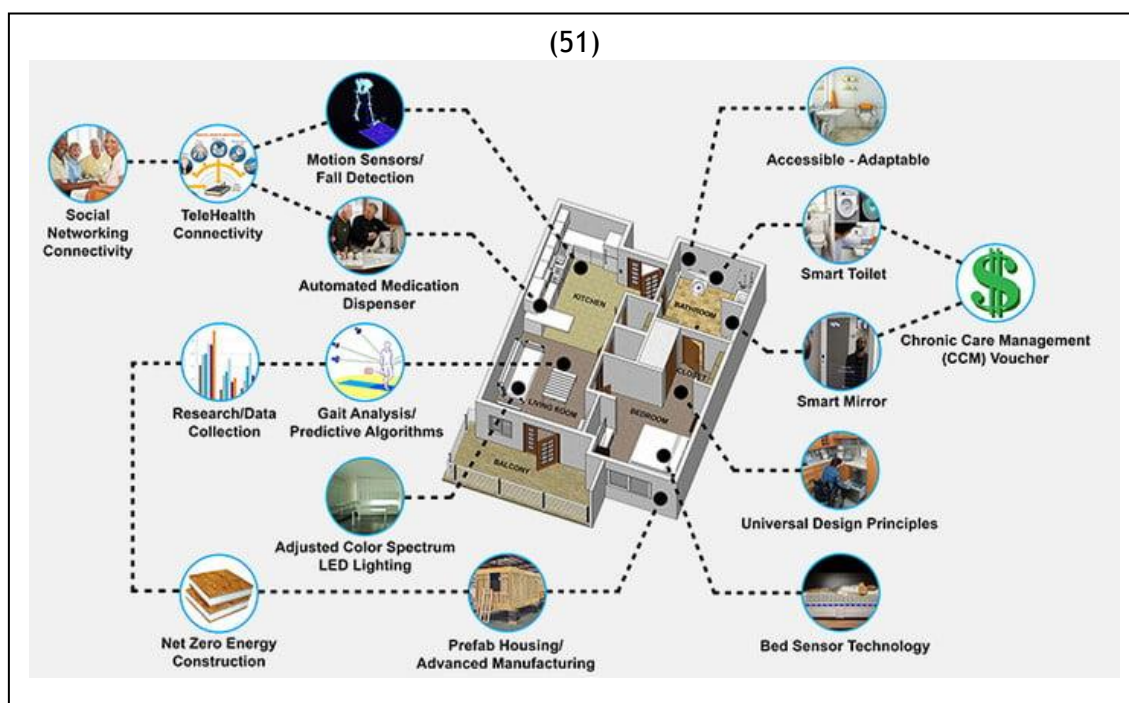 (51)
Motion Sensors/
Fall Detection
Accessible - Adaptable
Social
Networking
Connectivity
TeleHealth
Connectivity
Automated Medication
Dispenser
Smart Toilet
Chronic Care Management
(CCM) Voucher
KITCHEN
BATHROOM
CLOSET
LIVING ROOM
BEDROOM
BALCONY
Research/Data
Collection
Gait Analysis/
Predictive Algorithms
Smart Mirror
Adjusted Color Spectrum
LED Lighting
Universal Design Principles
Net Zero Energy
Construction
Prefab Housing/
Advanced Manufacturing
Bed Sensor Technology